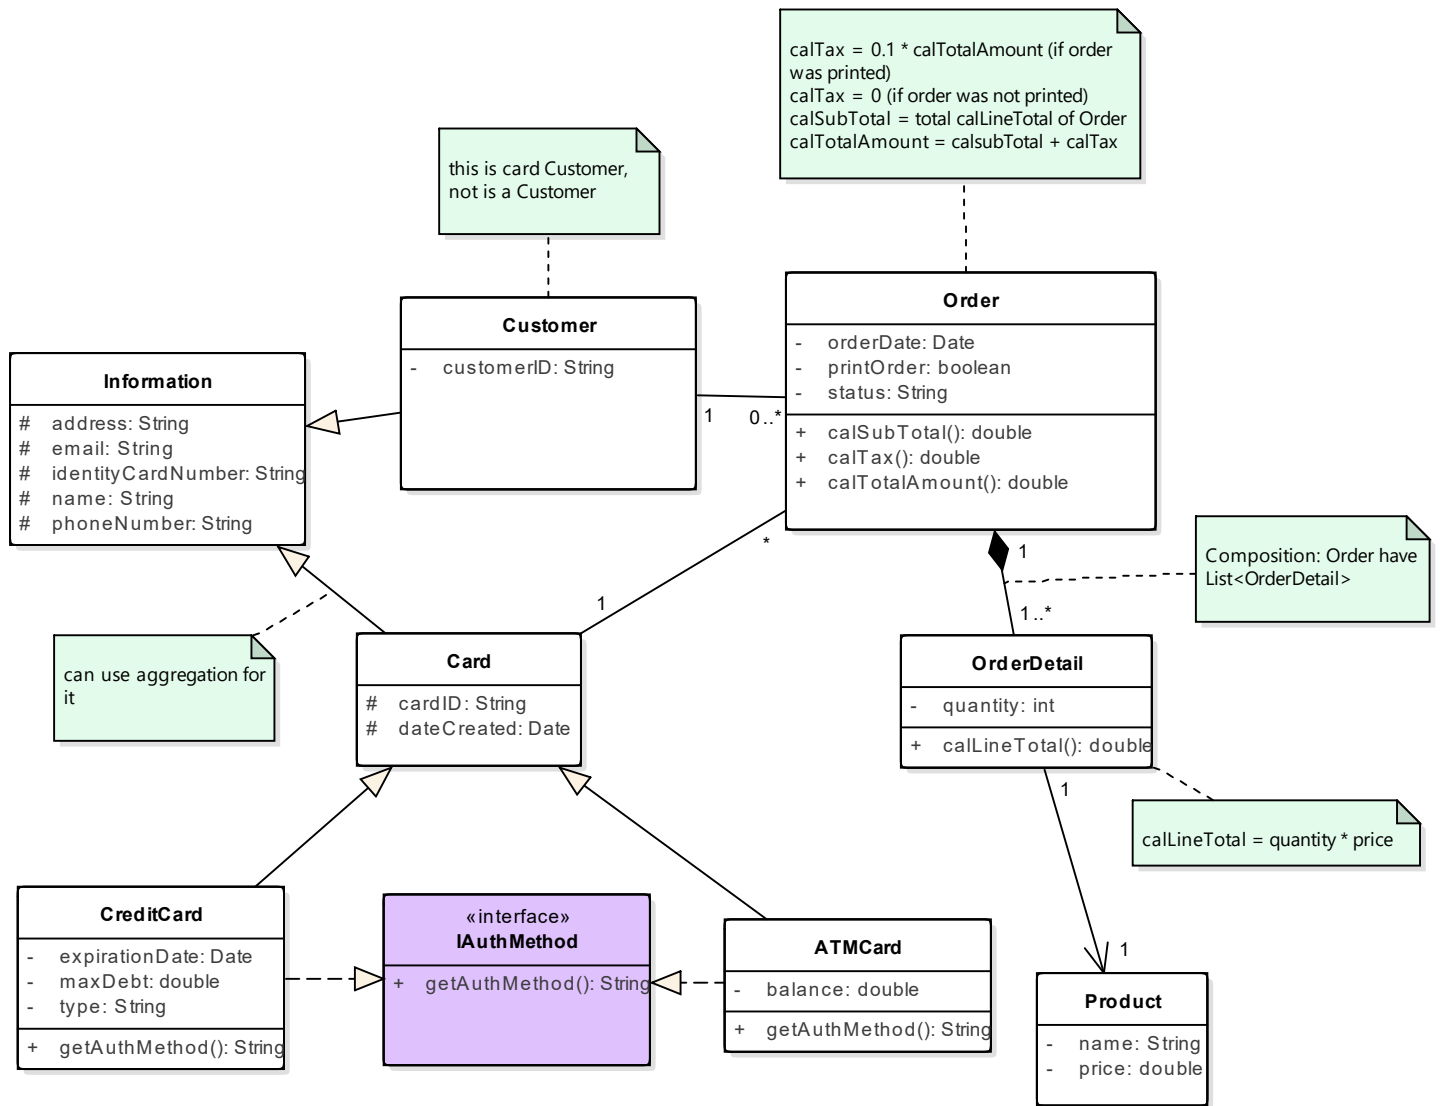 calTax = 0.1 * calTotalAmount (if order
was printed)
calTax = 0 (if order was not printed)
calSubTotal = total calLineTotal of Order
calTotalAmount = calsubTotal + calTax
this is card Customer,
not is a Customer
Order
- orderDate: Date
- printOrder: boolean
- status: String
+ calSubTotal(): double
+ calTax(): double
+ calTotalAmount(): double
Customer
- customerID: String
1
0..*
Information
# address: String
# email: String
# identityCardNumber: String
# name: String
# phoneNumber: String
*
1
1
1..*
Composition: Order have
List<OrderDetail>
can use aggregation for
it
Card
# cardID: String
# dateCreated: Date
OrderDetail
- quantity: int
+ calLineTotal(): double
1
1
calLineTotal = quantity * price
CreditCard
- expirationDate: Date
- maxDebt: double
- type: String
+ getAuthMethod(): String
«interface»
IAuthMethod
+ getAuthMethod(): String
ATMCard
- balance: double
+ getAuthMethod(): String
Product
- name: String
- price: double